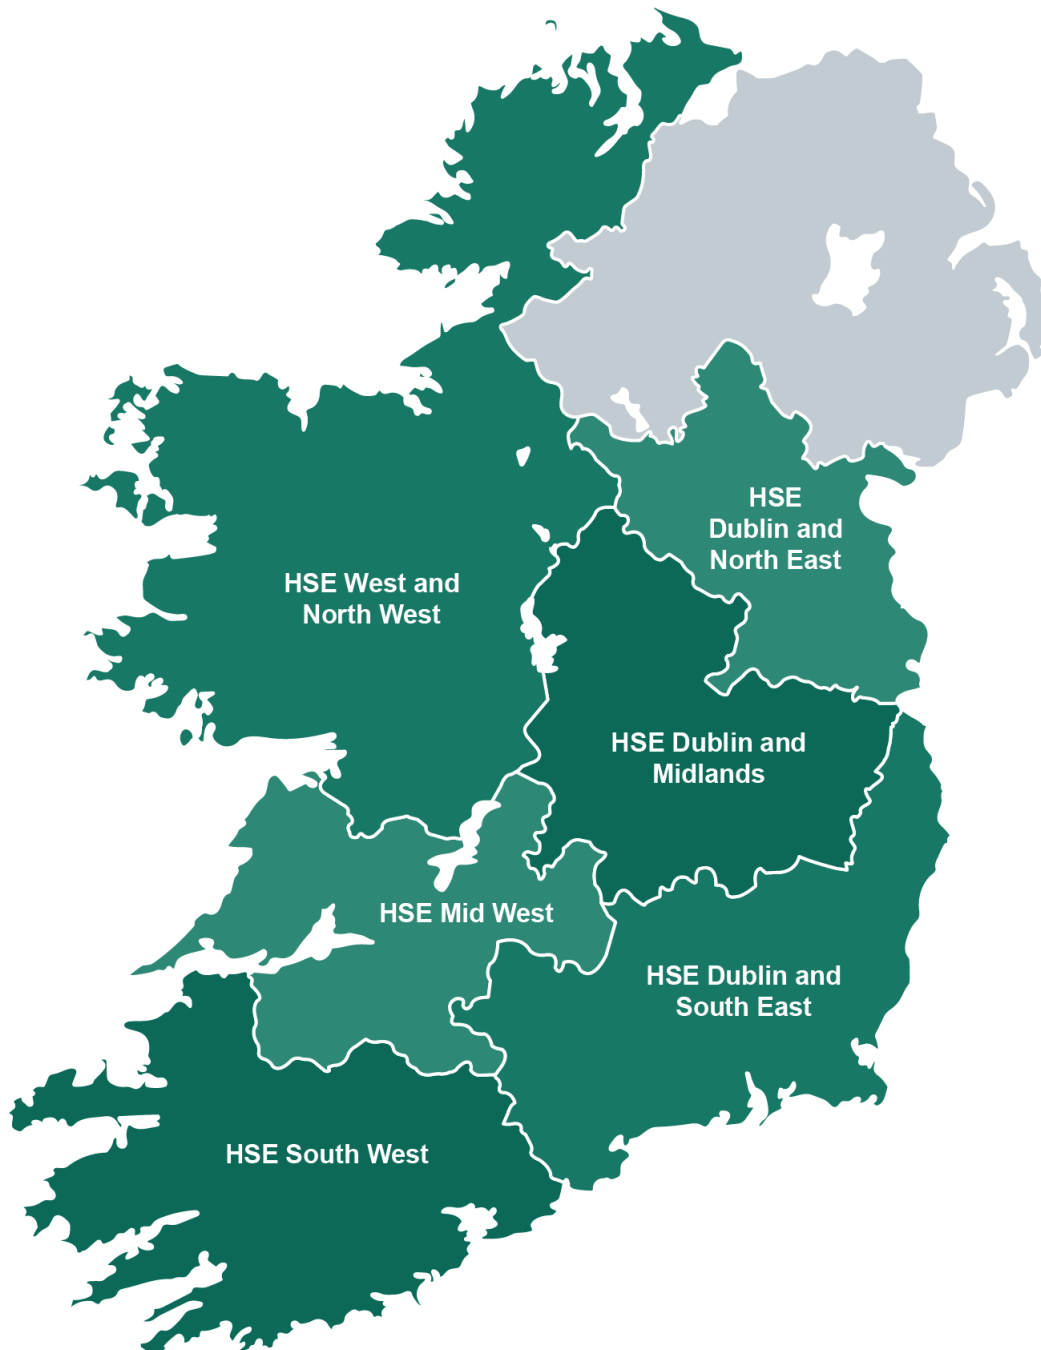 HSE
Dublin and
North East
HSE West and
North West
HSE Dublin and
Midlands
HSE Mid West
HSE Dublin and
South East
HSE South West